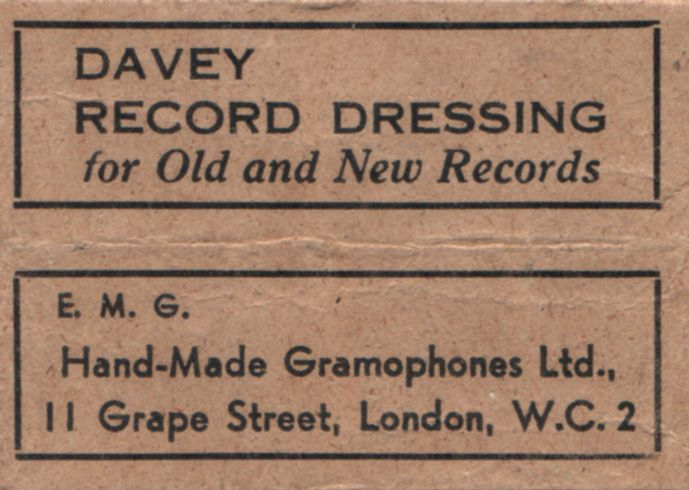 DAVEY
RECORD DRESSING
for Old and New Records
E. M. G.
Hand-Made Gramophones Ltd.,
11 Grape Street, London, W.C. 2